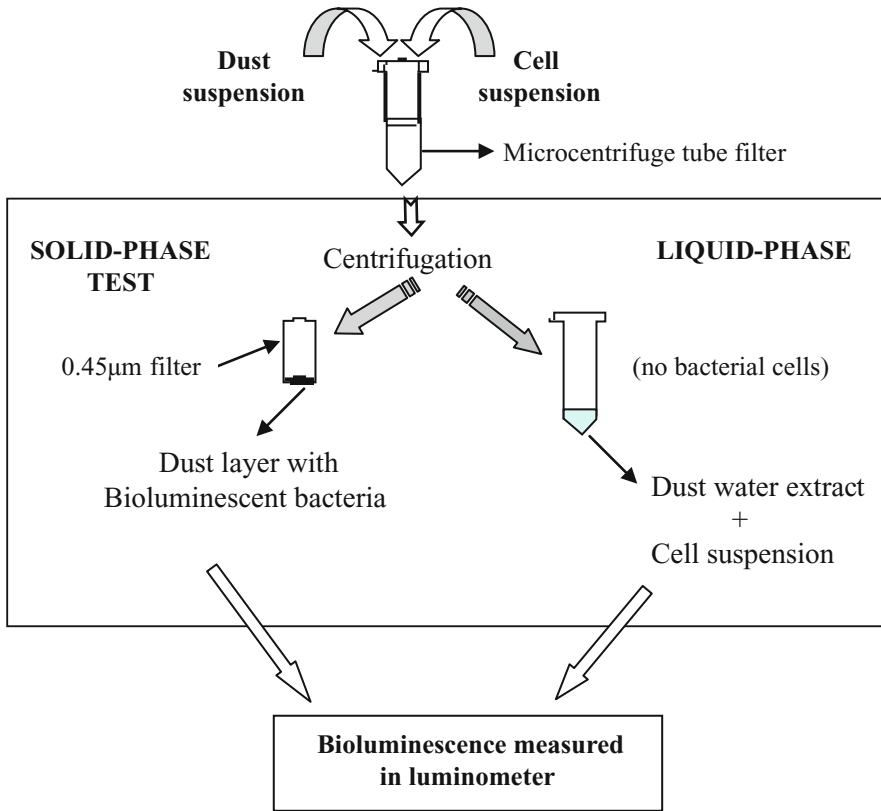 Dust
suspension
Cell
suspension
Microcentrifuge tube filter
SOLID-PHASE
TEST
Centrifugation
LIQUID-PHASE
0.45μm filter
(no bacterial cells)
Dust layer with
Bioluminescent bacteria
Dust water extract
+
Cell suspension
Bioluminescence measured
in luminometer